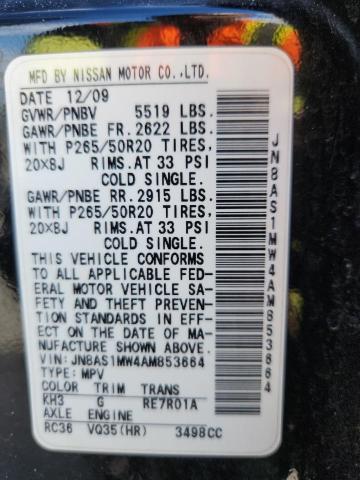 MFD BY NISSAN MOTOR CO.,LTD.
DATE 12/09
GVWR/PNBV 5519 LBS.
GAWR/PNBE FR. 2622 LBS.
WITH P265/50R20 TIRES,
20X8J RIMS.AT 33 PSI
COLD SINGLE.
GAWR/PNBE RR. 2915 LBS.
WITH P265/50R20 TIRES,
20X8J RIMS.AT 33 PSI
COLD SINGLE.
THIS VEHICLE CONFORMS
TO ALL APPLICABLE FED-
ERAL MOTOR VEHICLE SA-
FETY AND THEFT PREVEN-
TION STANDARDS IN EFF-
ECT ON THE DATE OF MA-
NUFACTURE SHOWN ABOVE
VIN:JN8AS1MW4AM853664
TYPE: MPV
COLOR TRIM TRANS
KH3 G RE7R01A
AXLE ENGINE
RC36 VQ35(HR) 3498CC
JN8AS1MW4AM853664